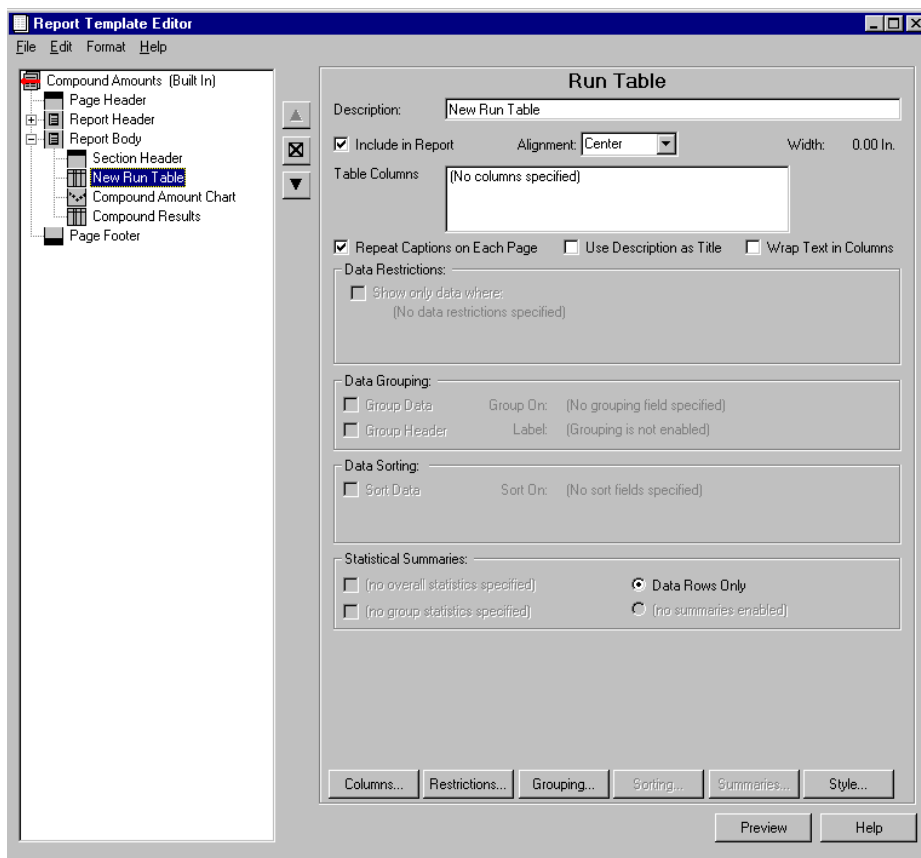 Report Template Editor
File Edit Format Help
Compound Amounts (Built In)
Page Header
Report Header
Report Body
Section Header
New Run Table
Compound Amount Chart
Compound Results
Page Footer
Run Table
Description: New Run Table
Include in Report Alignment: Center Width: 0.00 In.
Table Columns (No columns specified)
Repeat Captions on Each Page Use Description as Title Wrap Text in Columns
Data Restrictions:
Show only data where:
(No data restrictions specified)
Data Grouping:
Group Data Group On: (No grouping field specified)
Group Header Label: (Grouping is not enabled)
Data Sorting:
Sort Data Sort On: (No sort fields specified)
Statistical Summaries:
(no overall statistics specified) Data Rows Only
(no group statistics specified) (no summaries enabled)
Columns... Restrictions... Grouping... Sorting... Summaries... Style...
Preview Help